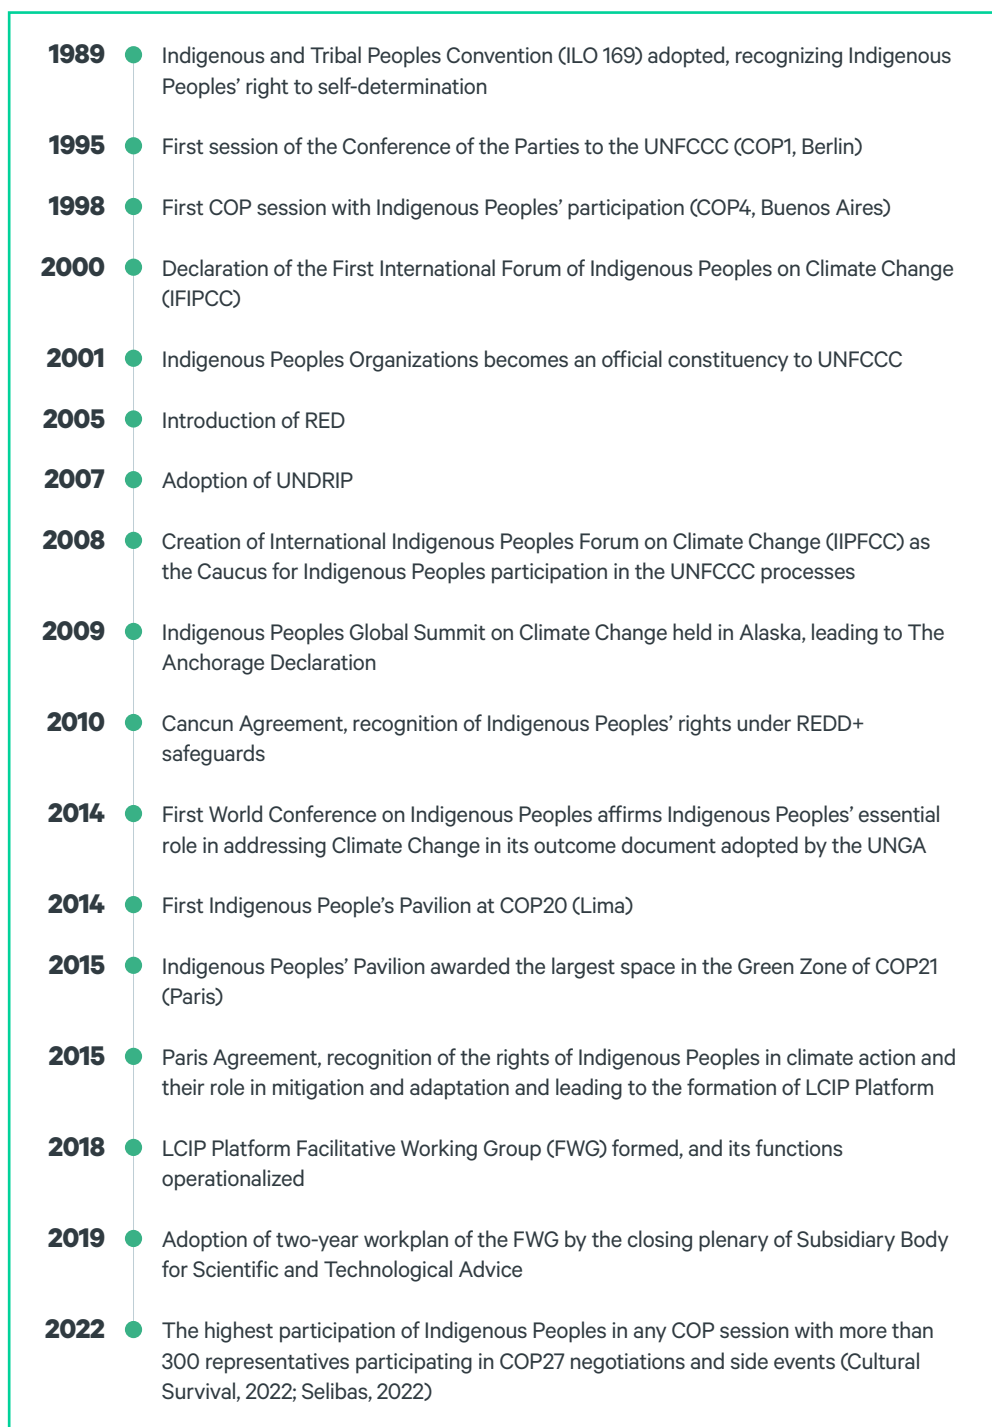 1989 Indigenous and Tribal Peoples Convention (ILO 169) adopted, recognizing Indigenous
Peoples’ right to self-determination
1995 First session of the Conference of the Parties to the UNFCCC (COP1, Berlin)
1998 First COP session with Indigenous Peoples’ participation (COP4, Buenos Aires)
2000 Declaration of the First International Forum of Indigenous Peoples on Climate Change
(IFIPCC)
2001 Indigenous Peoples Organizations becomes an official constituency to UNFCCC
2005 Introduction of RED
2007 Adoption of UNDRIP
2008 Creation of International Indigenous Peoples Forum on Climate Change (IIPFCC) as
the Caucus for Indigenous Peoples participation in the UNFCCC processes
2009 Indigenous Peoples Global Summit on Climate Change held in Alaska, leading to The
Anchorage Declaration
2010 Cancun Agreement, recognition of Indigenous Peoples’ rights under REDD+
safeguards
2014 First World Conference on Indigenous Peoples affirms Indigenous Peoples’ essential
role in addressing Climate Change in its outcome document adopted by the UNGA
2014 First Indigenous People’s Pavilion at COP20 (Lima)
2015 Indigenous Peoples’ Pavilion awarded the largest space in the Green Zone of COP21
(Paris)
2015 Paris Agreement, recognition of the rights of Indigenous Peoples in climate action and
their role in mitigation and adaptation and leading to the formation of LCIP Platform
2018 LCIP Platform Facilitative Working Group (FWG) formed, and its functions
operationalized
2019 Adoption of two-year workplan of the FWG by the closing plenary of Subsidiary Body
for Scientific and Technological Advice
2022 The highest participation of Indigenous Peoples in any COP session with more than
300 representatives participating in COP27 negotiations and side events (Cultural
Survival, 2022; Selibas, 2022)